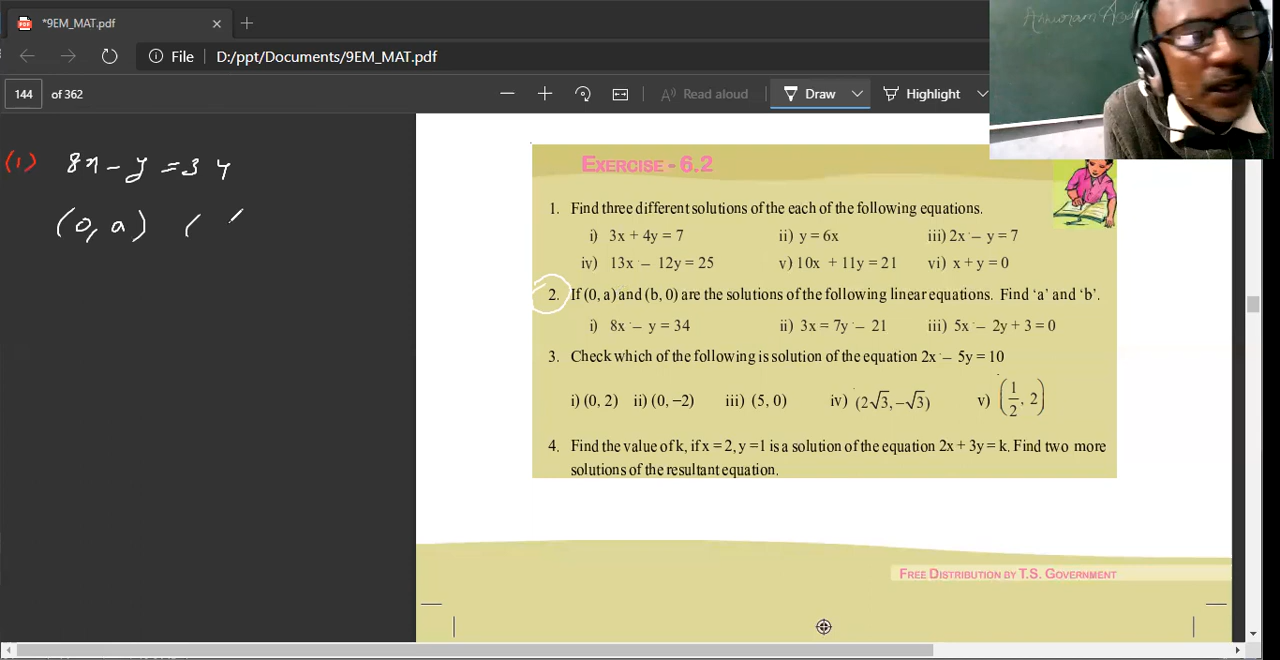 *9EM_MAT.pdf
File D:/ppt/Documents/9EM_MAT.pdf
144 of 362 Read aloud Draw Highlight
(1) 8x - y = 34
(0, a) (
EXERCISE - 6.2
1. Find three different solutions of the each of the following equations.
i) 3x + 4y = 7 ii) y = 6x iii) 2x - y = 7
iv) 13x - 12y = 25 v) 10x + 11y = 21 vi) x + y = 0
2. If (0, a) and (b, 0) are the solutions of the following linear equations. Find 'a' and 'b'.
i) 8x - y = 34 ii) 3x = 7y - 21 iii) 5x - 2y + 3 = 0
3. Check which of the following is solution of the equation 2x - 5y = 10
i) (0, 2) ii) (0, -2) iii) (5, 0) iv) (2√3, -√3) v) (1/2, 2)
4. Find the value of k, if x = 2, y = 1 is a solution of the equation 2x + 3y = k. Find two more
solutions of the resultant equation.
FREE DISTRIBUTION BY T.S. GOVERNMENT